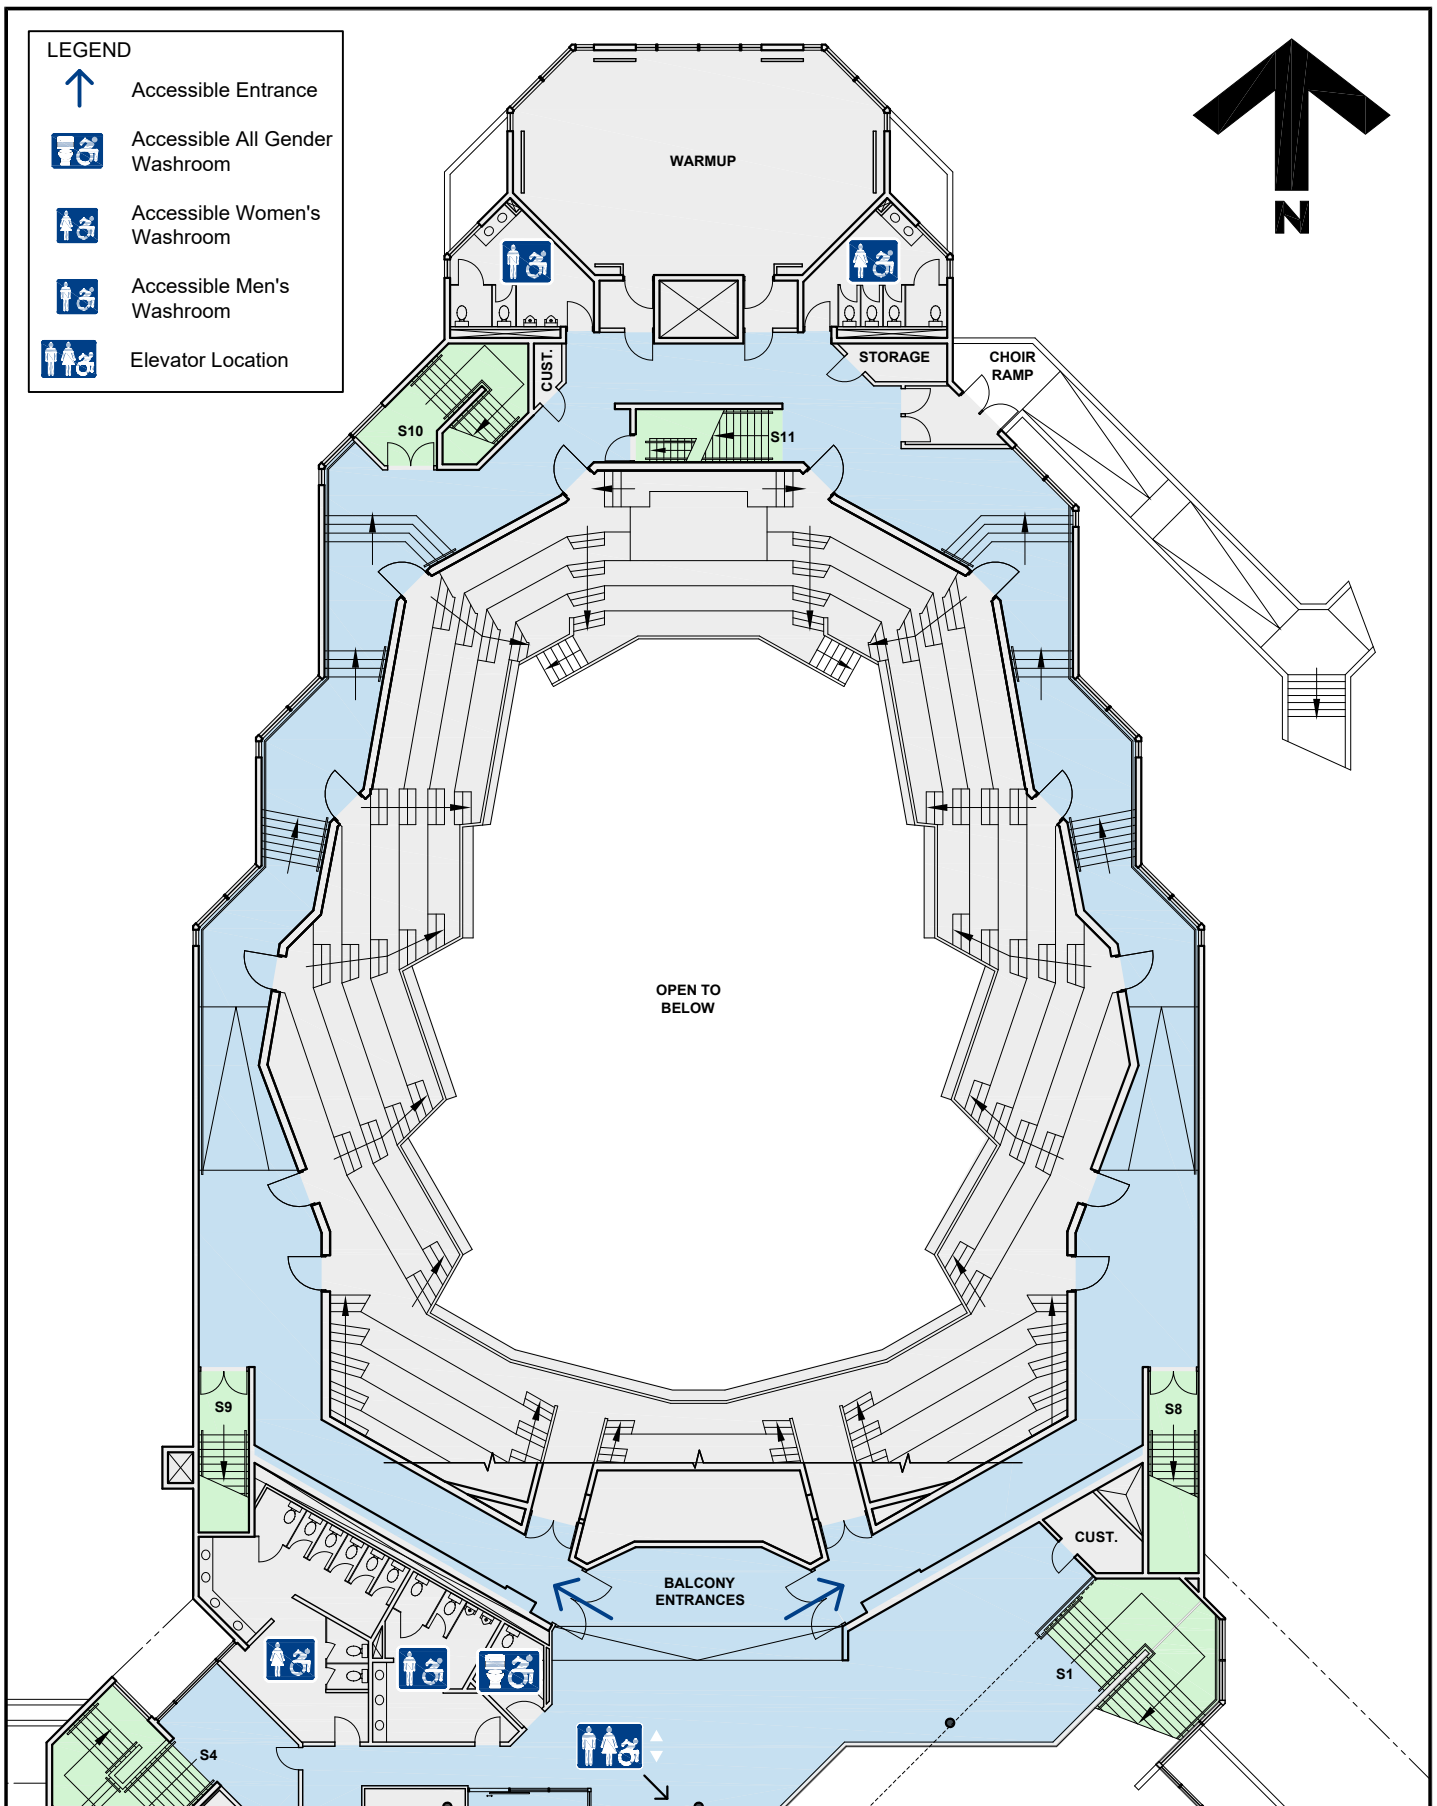 LEGEND
Accessible Entrance
Accessible All Gender
Washroom
Accessible Women's
Washroom
Accessible Men's
Washroom
Elevator Location
N
WARMUP
CUST.
STORAGE
CHOIR
RAMP
S10
S11
OPEN TO
BELOW
S9
S8
CUST.
BALCONY
ENTRANCES
S1
S4